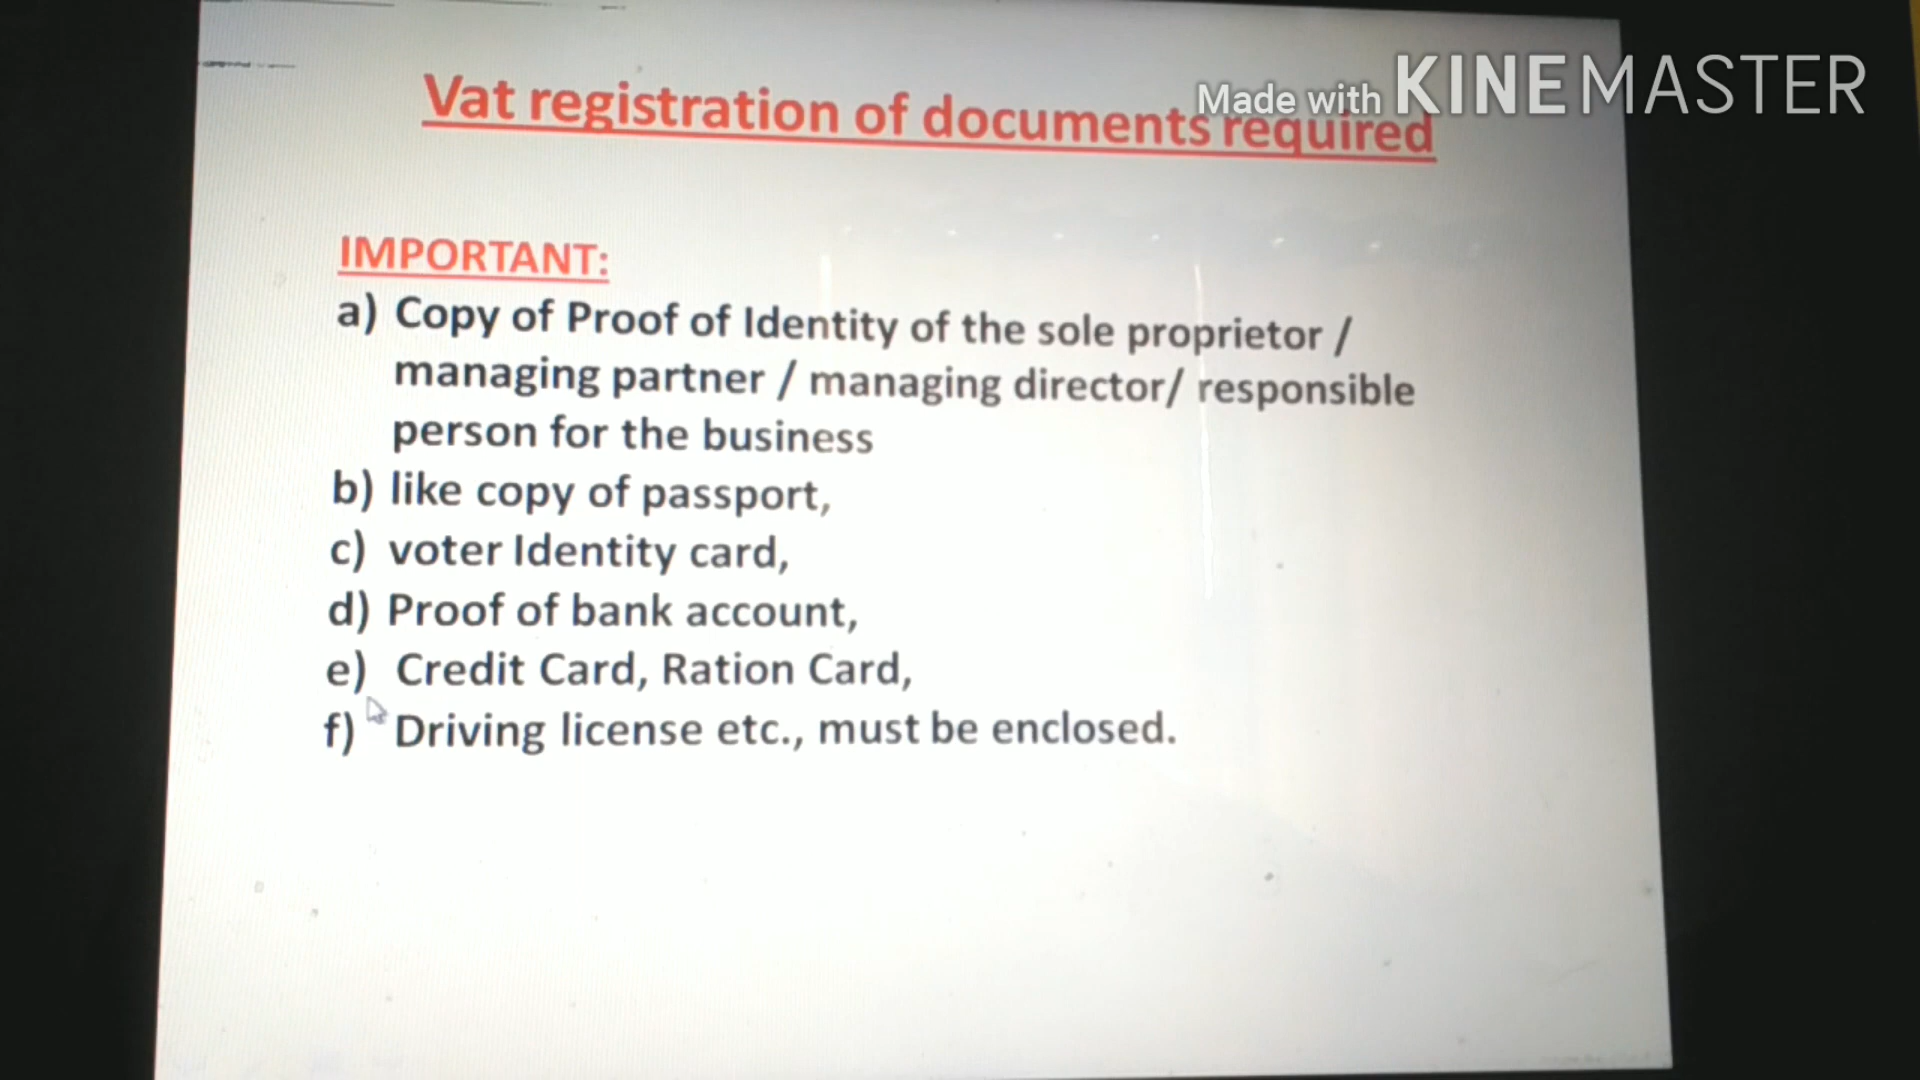 Made with KINEMASTER
Vat registration of documents required
IMPORTANT:
a) Copy of Proof of Identity of the sole proprietor /
managing partner / managing director/ responsible
person for the business
b) like copy of passport,
c) voter Identity card,
d) Proof of bank account,
e) Credit Card, Ration Card,
f) Driving license etc., must be enclosed.